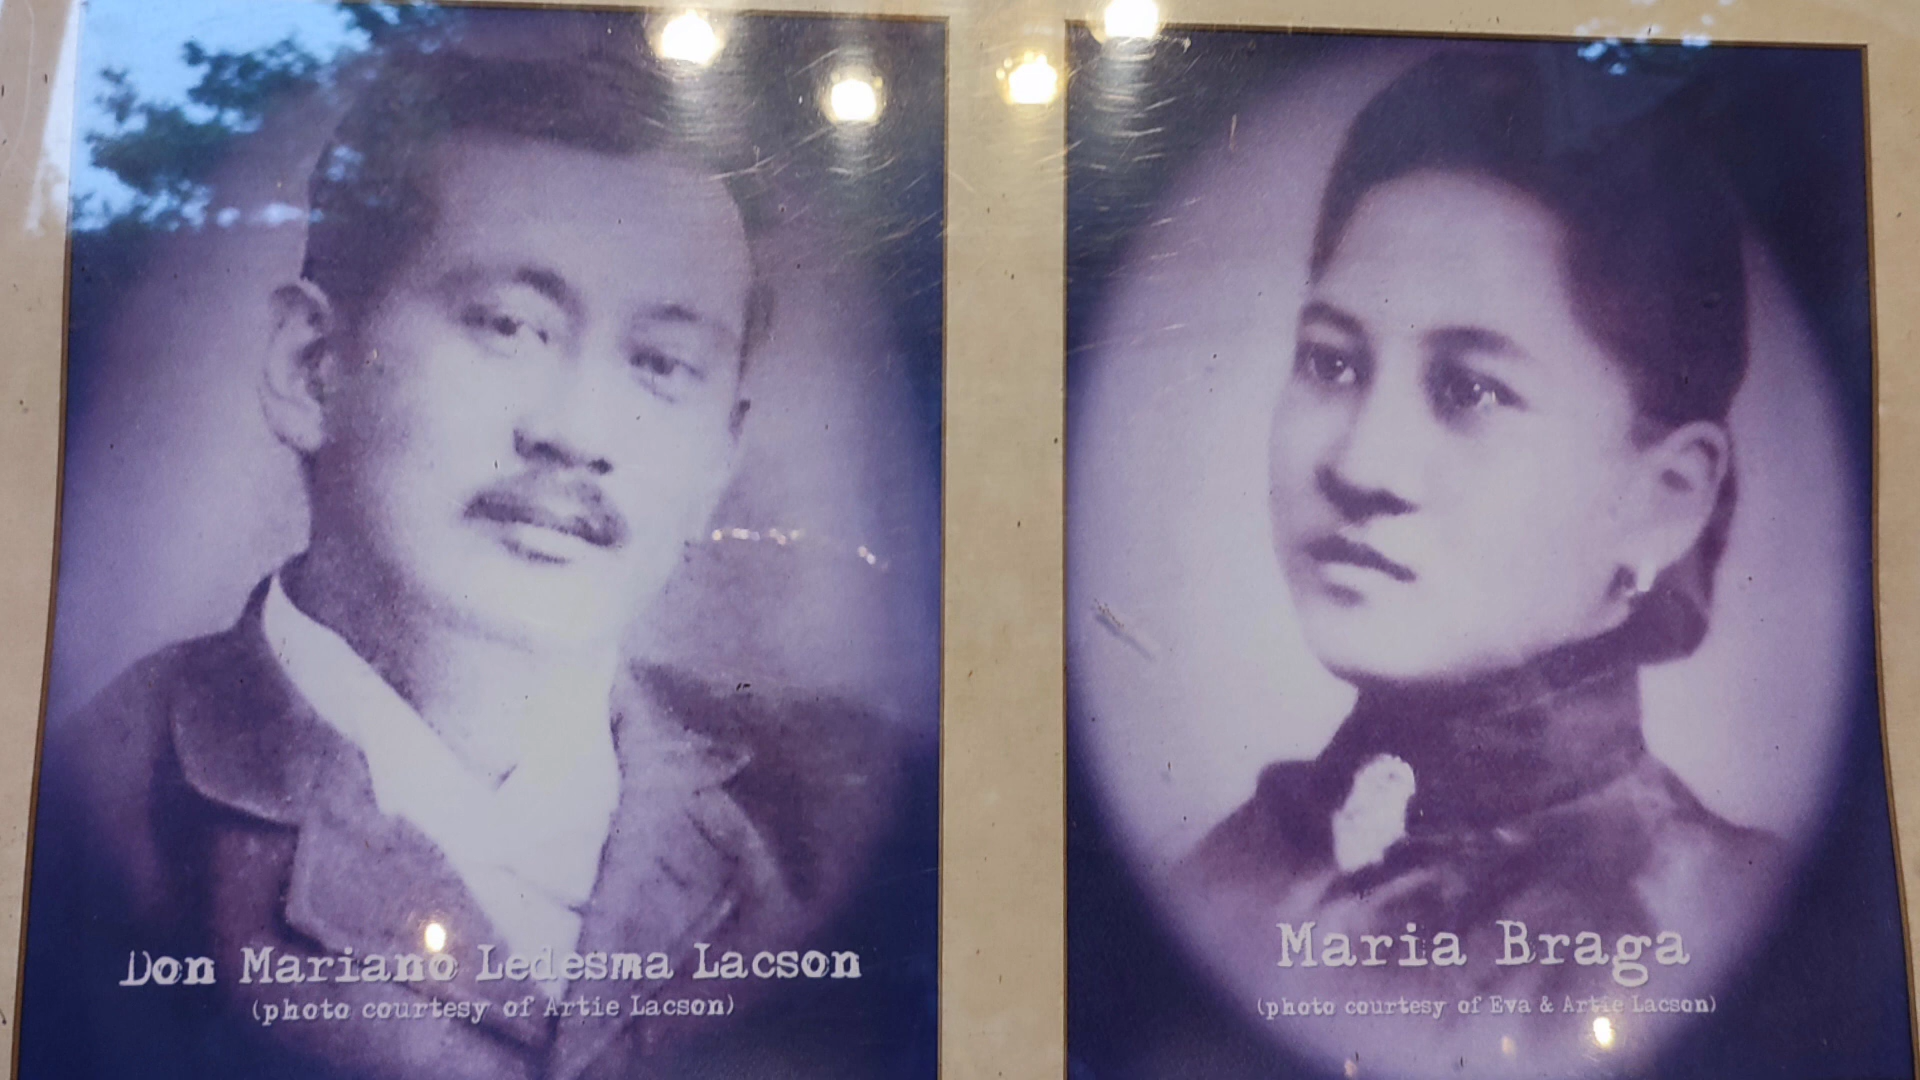 Don Mariano Ledesma Lacson
(photo courtesy of Artie Lacson)
Maria Braga
(photo courtesy of Eva & Artie Lacson)